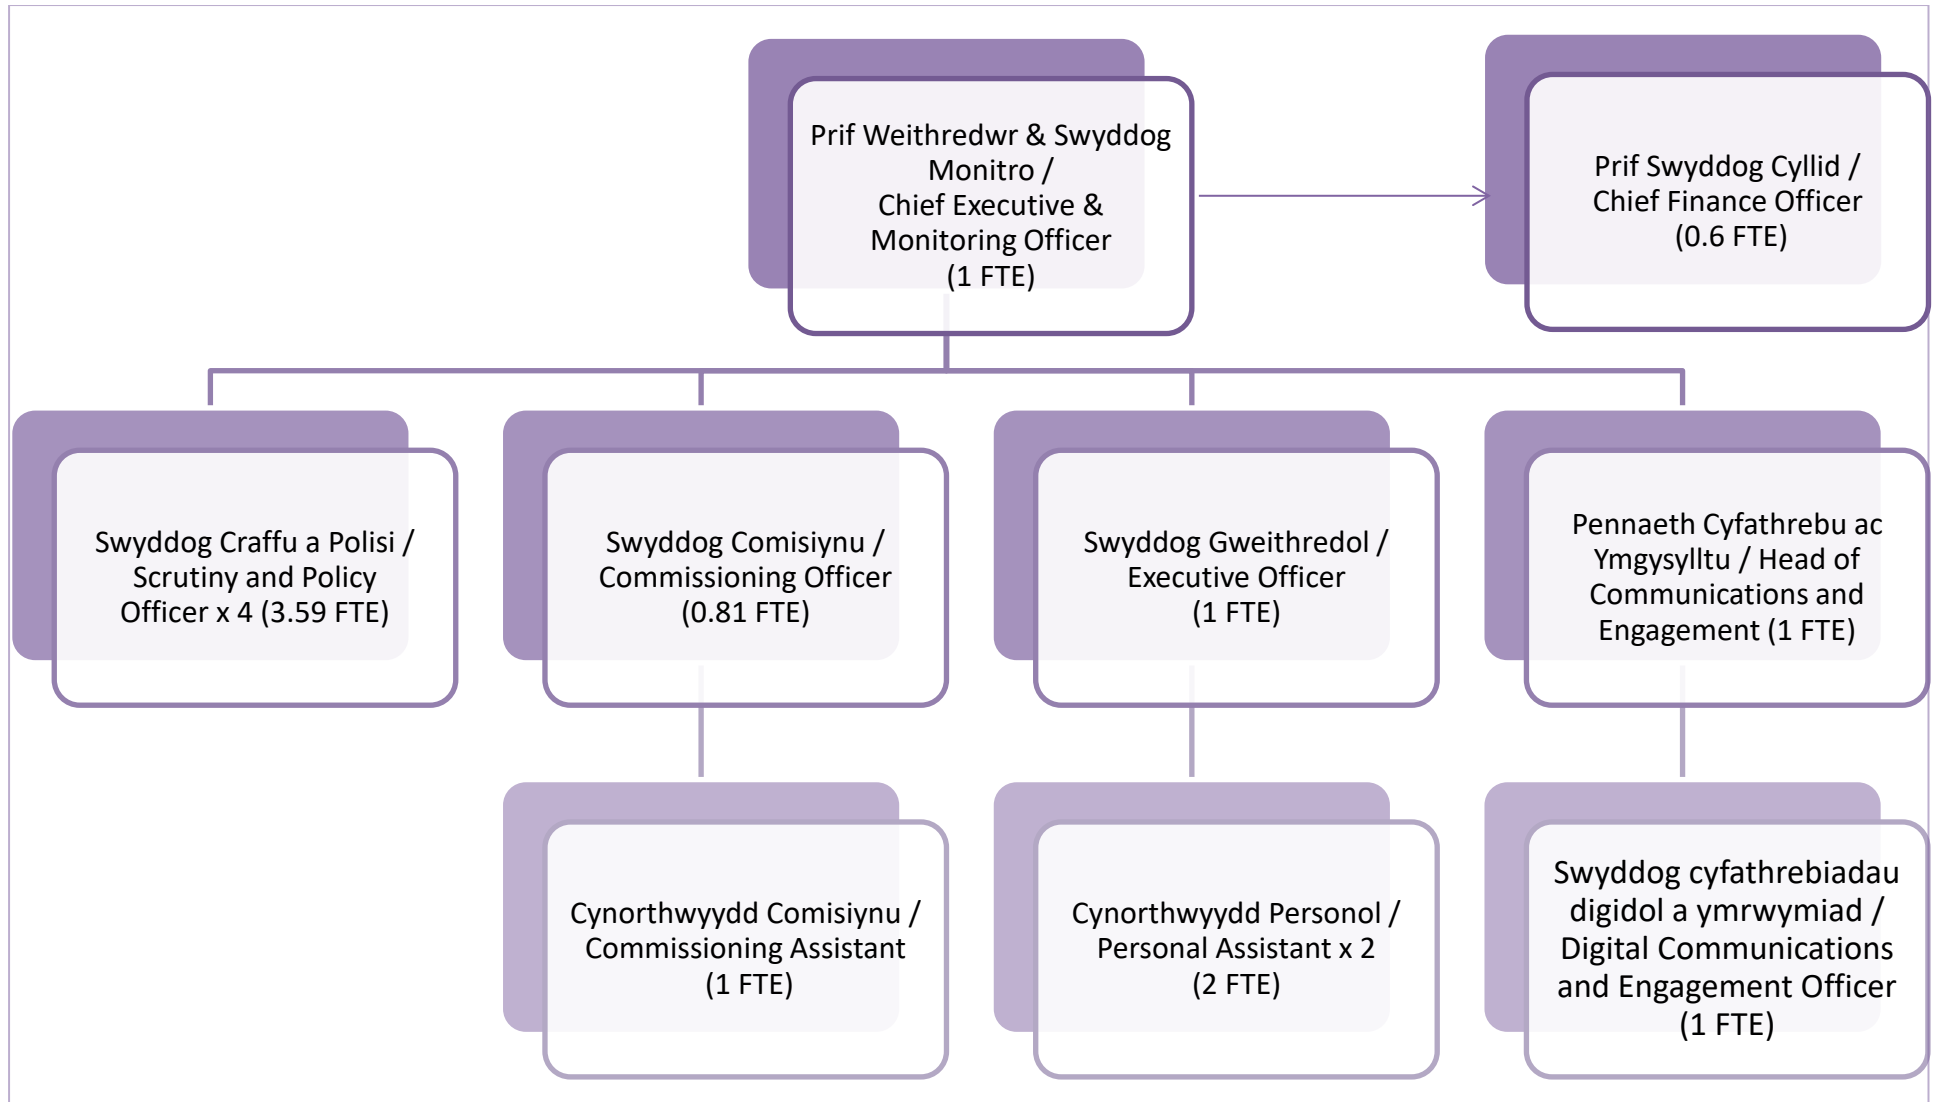 Prif Weithredwr & Swyddog
Monitro /
Chief Executive &
Monitoring Officer
(1 FTE)
Prif Swyddog Cyllid /
Chief Finance Officer
(0.6 FTE)
Swyddog Craffu a Polisi /
Scrutiny and Policy
Officer x 4 (3.59 FTE)
Swyddog Comisiynu /
Commissioning Officer
(0.81 FTE)
Swyddog Gweithredol /
Executive Officer
(1 FTE)
Pennaeth Cyfathrebu ac
Ymgysylltu / Head of
Communications and
Engagement (1 FTE)
Cynorthwyydd Comisiynu /
Commissioning Assistant
(1 FTE)
Cynorthwyydd Personol /
Personal Assistant x 2
(2 FTE)
Swyddog cyfathrebiadau
digidol a ymrwymiad /
Digital Communications
and Engagement Officer
(1 FTE)